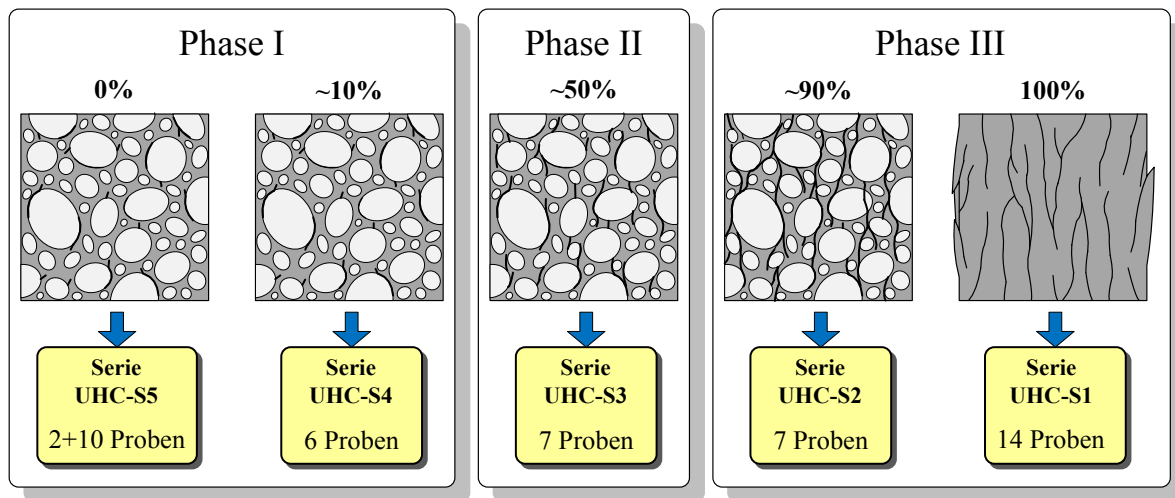 Phase I
0%
~10%
Serie
UHC-S5
2+10 Proben
Serie
UHC-S4
6 Proben
Phase II
~50%
Serie
UHC-S3
7 Proben
Phase III
~90%
100%
Serie
UHC-S2
7 Proben
Serie
UHC-S1
14 Proben